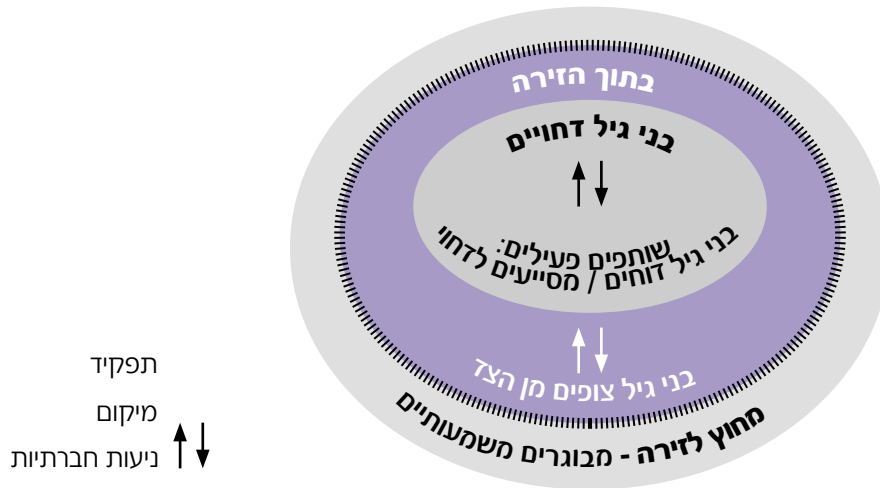 בתוך הזירה
בני גיל דחויים
שותפים פעילים:
בני גיל דוחים / מסייעים לדחוי
בני גיל צופים מן הצד
מחוץ לזירה - מבוגרים משמעותיים
תפקיד
מיקום
ניעות חברתיות